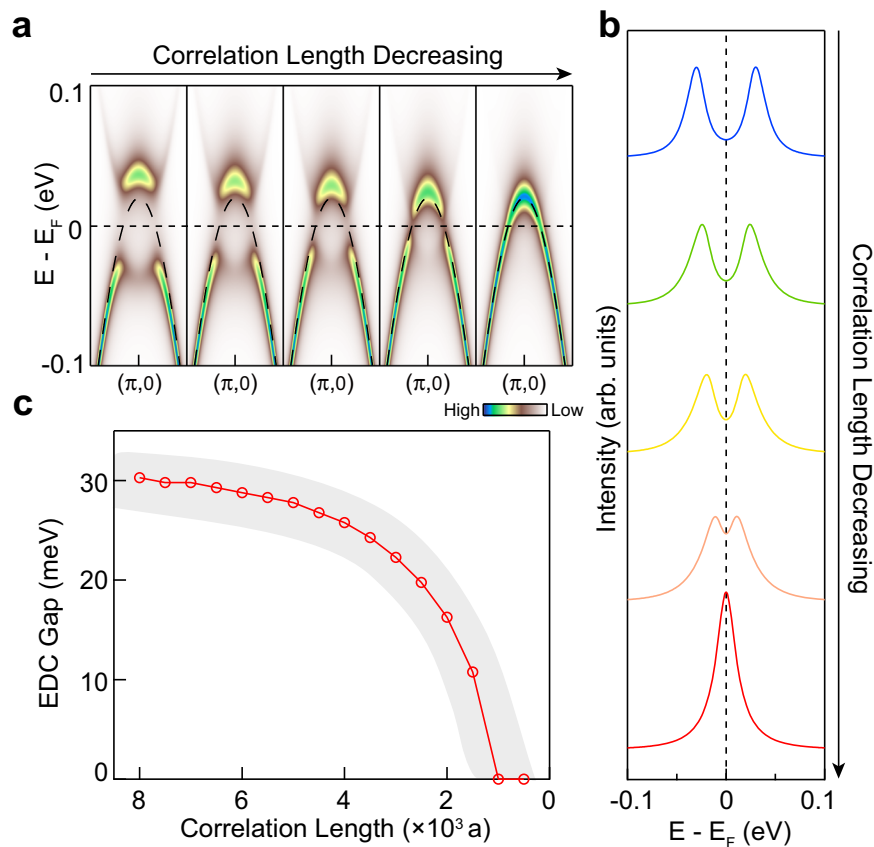 a
Correlation Length Decreasing
E - E_F (eV)
0.1
0
-0.1
(π,0)
(π,0)
(π,0)
(π,0)
(π,0)
High
Low
b
Intensity (arb. units)
Correlation Length Decreasing
-0.1
0
0.1
E - E_F (eV)
c
EDC Gap (meV)
30
20
10
0
8
6
4
2
0
Correlation Length (×10³ a)